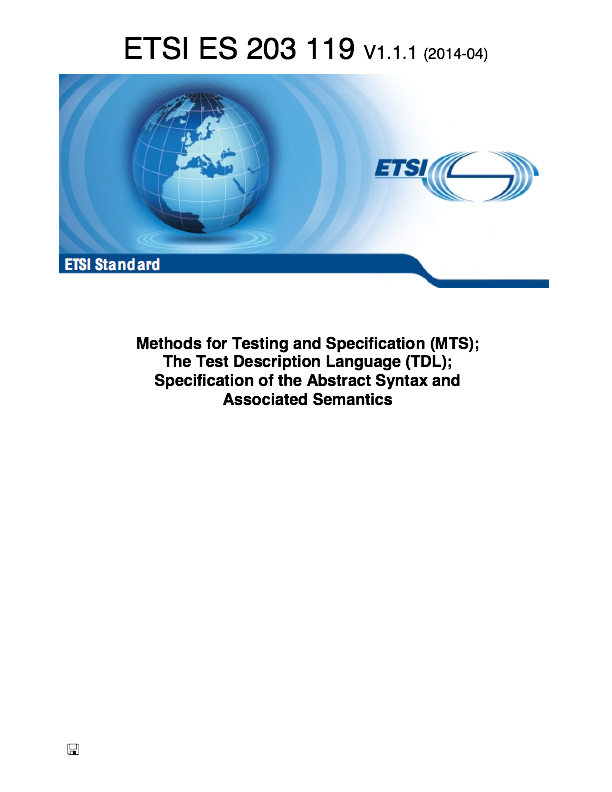 ETSI ES 203 119 V1.1.1 (2014-04)
ETSI
ETSI Standard
Methods for Testing and Specification (MTS);
The Test Description Language (TDL);
Specification of the Abstract Syntax and
Associated Semantics